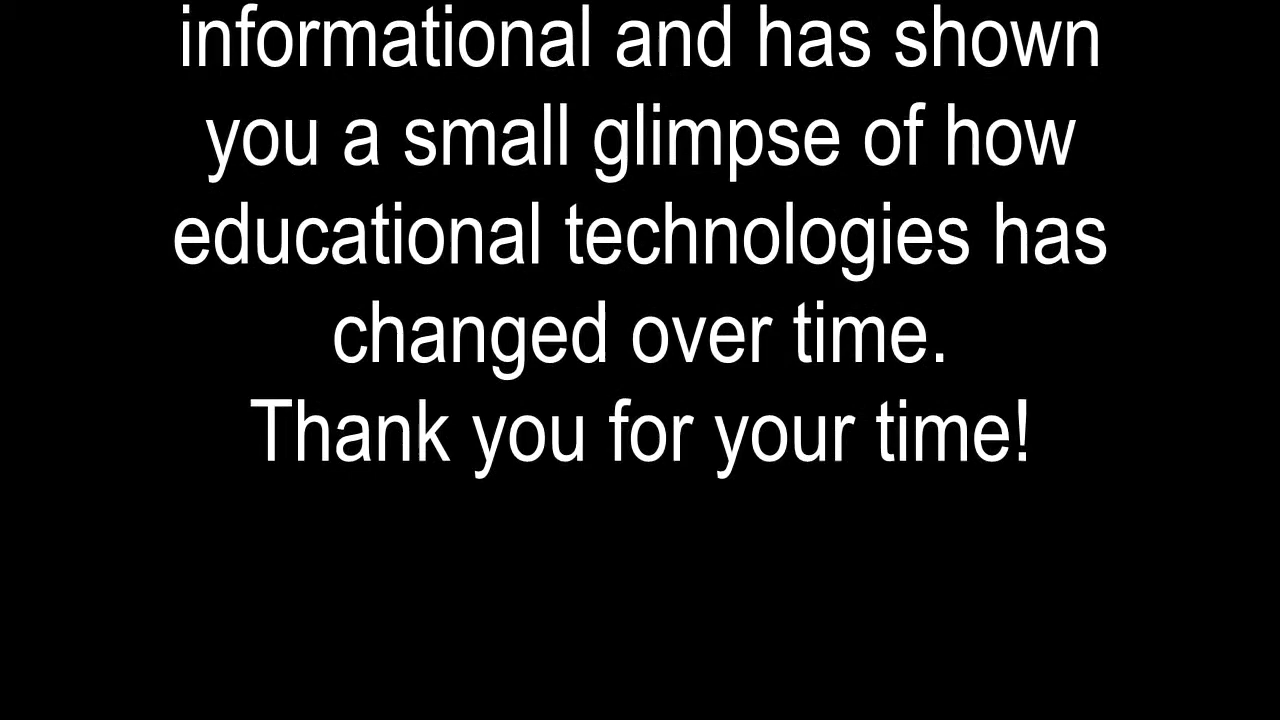 informational and has shown
you a small glimpse of how
educational technologies has
changed over time.
Thank you for your time!